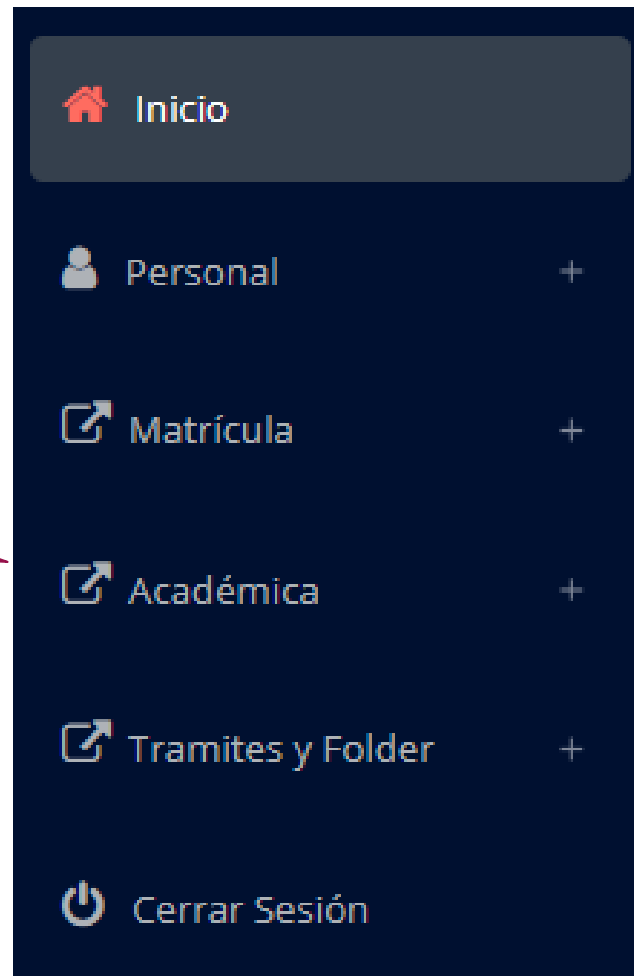 Inicio
Personal +
Matrícula +
Académica +
Tramites y Folder +
Cerrar Sesión